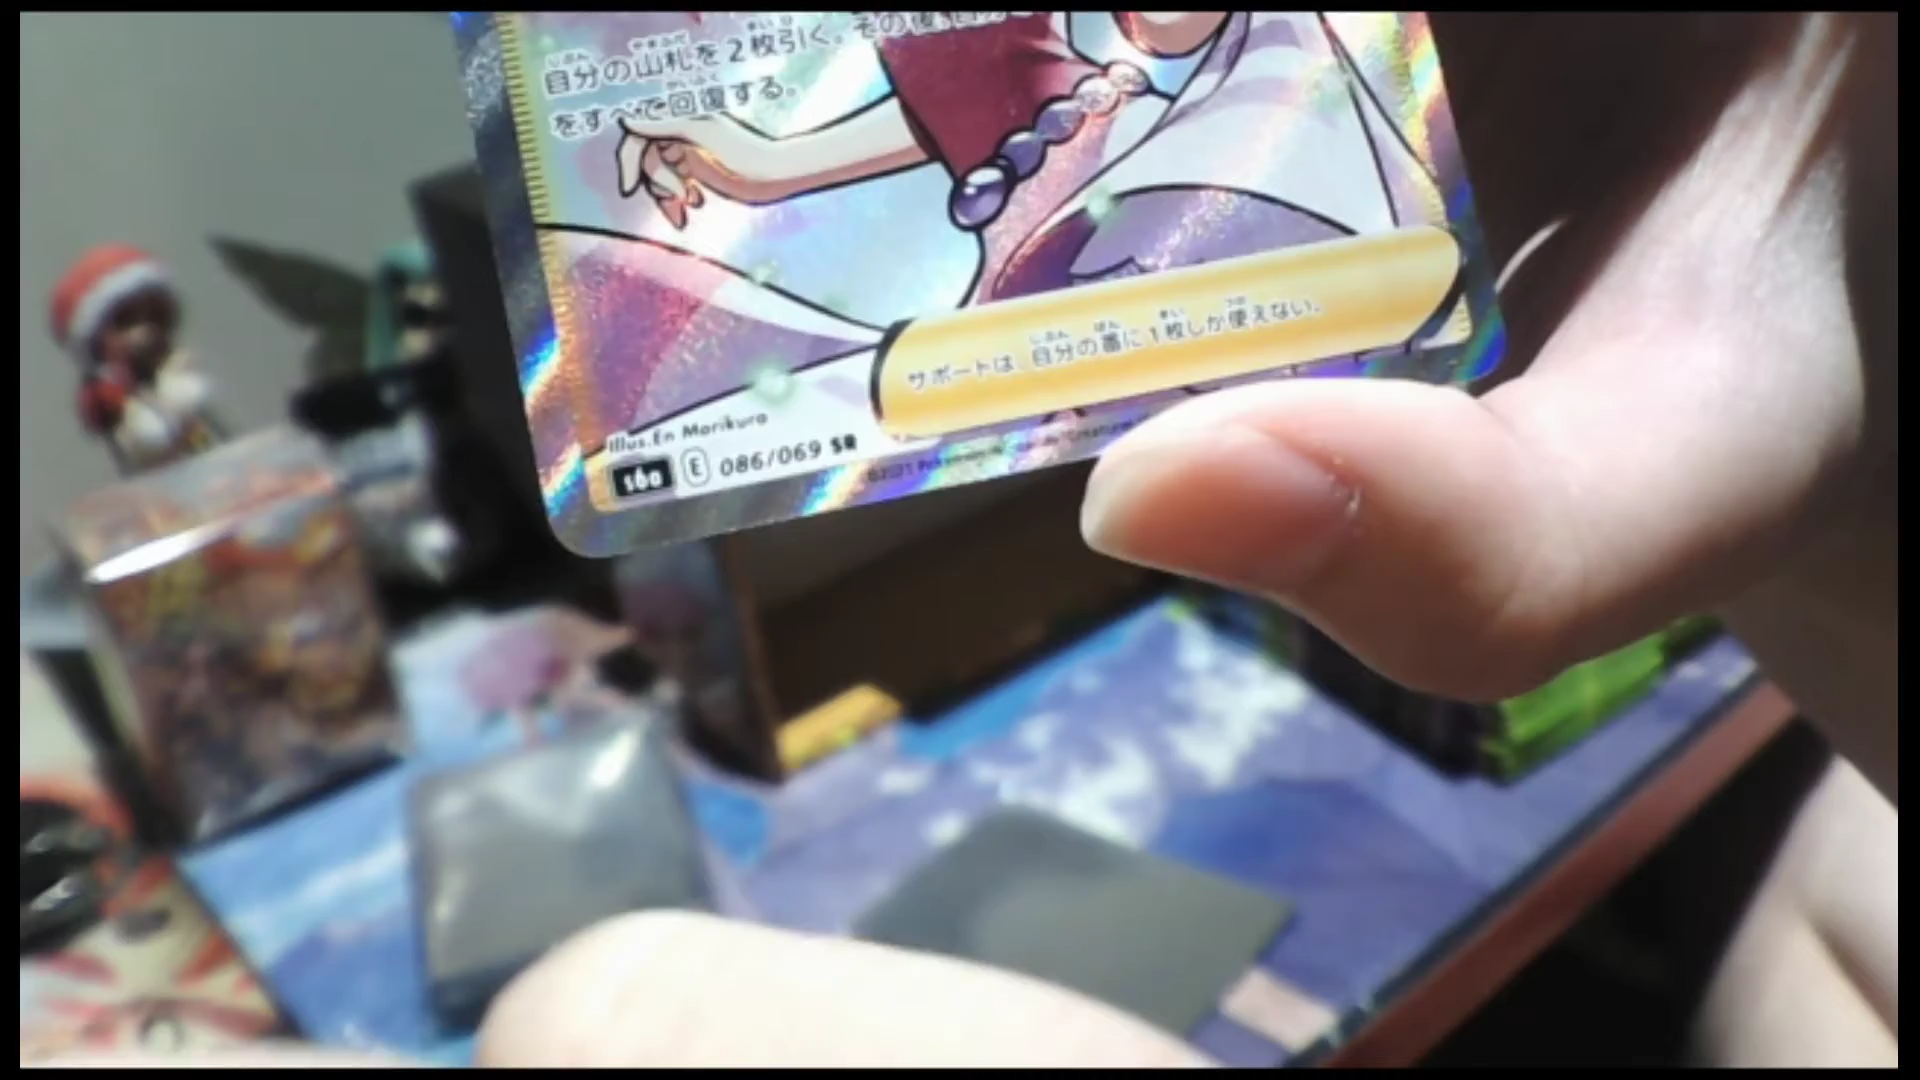 自分の山札を2枚引く。その後、自分
をすべて回復する。
サポートは、自分の番に1枚しか使えない。
Illus. En Morikura
s6a E 086/069 SR